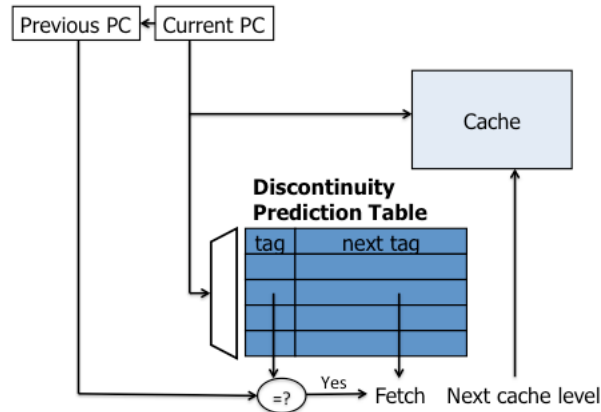 Previous PC
Current PC
Cache
Discontinuity
Prediction Table
tag
next tag
=?
Yes
Fetch
Next cache level